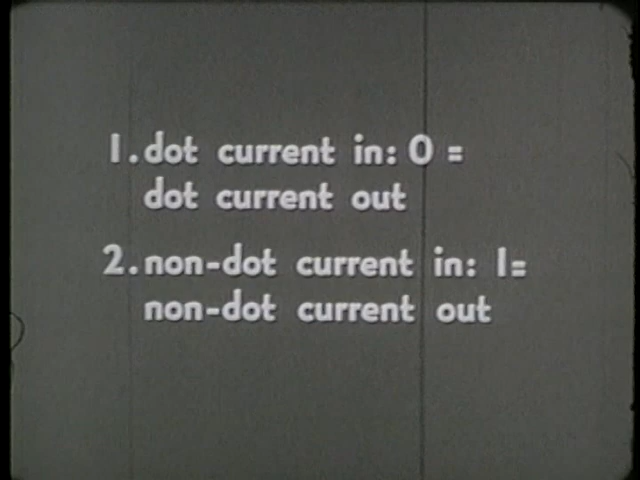 1. dot current in: 0 =
dot current out
2. non-dot current in: 1=
non-dot current out